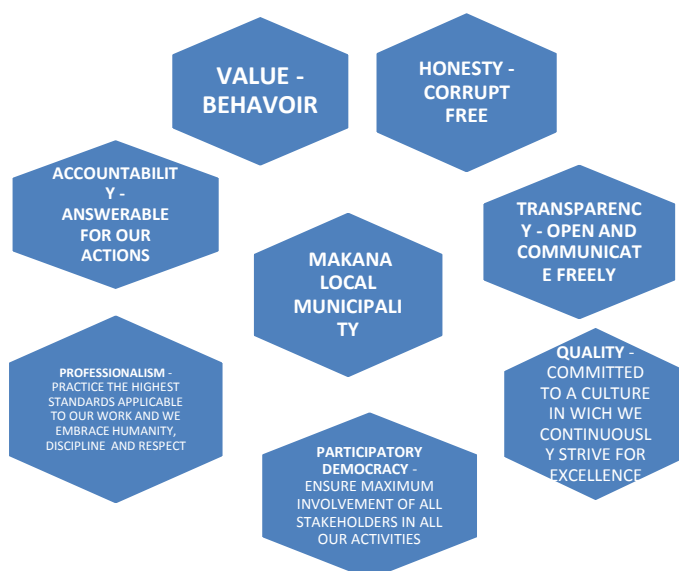 VALUE -
BEHAVOIR
HONESTY -
CORRUPT
FREE
ACCOUNTABILIT
Y -
ANSWERABLE
FOR OUR
ACTIONS
TRANSPARENC
Y - OPEN AND
COMMUNICAT
E FREELY
MAKANA
LOCAL
MUNICIPALI
TY
PROFESSIONALISM -
PRACTICE THE HIGHEST
STANDARDS APPLICABLE
TO OUR WORK AND WE
EMBRACE HUMANITY,
DISCIPLINE AND RESPECT
QUALITY -
COMMITTED
TO A CULTURE
IN WICH WE
CONTINUOUSL
Y STRIVE FOR
EXCELLENCE
PARTICIPATORY
DEMOCRACY -
ENSURE MAXIMUM
INVOLVEMENT OF ALL
STAKEHOLDERS IN ALL
OUR ACTIVITIES